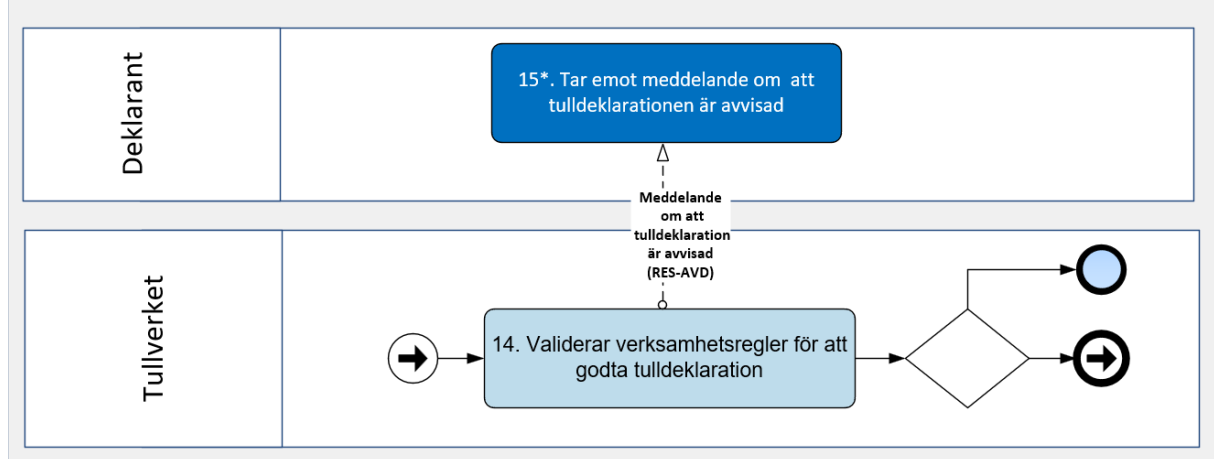 Deklarant
15*. Tar emot meddelande om att
tulldeklarationen är avvisad
Meddelande
om att
tulldeklaration
är avvisad
(RES-AVD)
Tullverket
14. Validerar verksamhetsregler för att
godta tulldeklaration